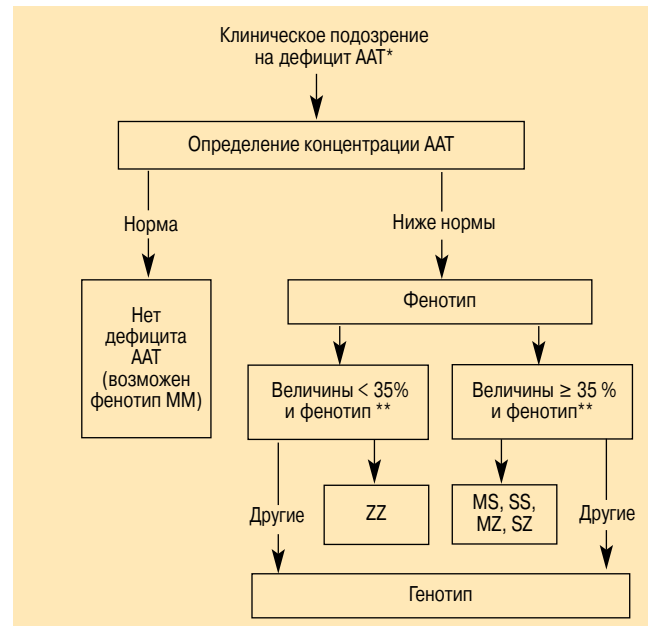 Клиническое подозрение
на дефицит ААТ*
Определение концентрации ААТ
Норма
Ниже нормы
Нет
дефицита
ААТ
(возможен
фенотип ММ)
Фенотип
Величины < 35%
и фенотип **
Величины ≥ 35 %
и фенотип**
Другие
ZZ
MS, SS,
MZ, SZ
Другие
Генотип